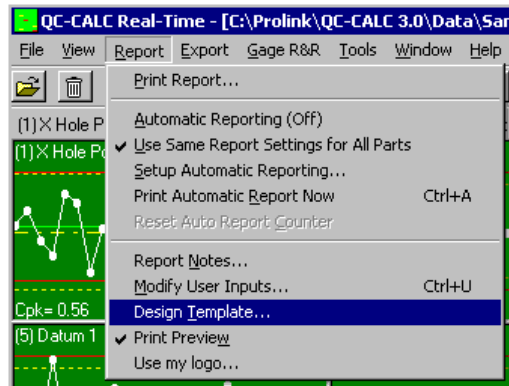 QC-CALC Real-Time - [C:\Prolink\QC-CALC 3.0\Data\Sar
File View Report Export Gage R&R Tools Window Help
Print Report...
(1)X Hole P
Automatic Reporting (Off)
(1)X Hole Po
Use Same Report Settings for All Parts
Setup Automatic Reporting...
Print Automatic Report Now Ctrl+A
Reset Auto Report Counter
Report Notes...
Modify User Inputs... Ctrl+U
Cpk= 0.56
Design Template...
(5) Datum 1
Print Preview
Use my logo...